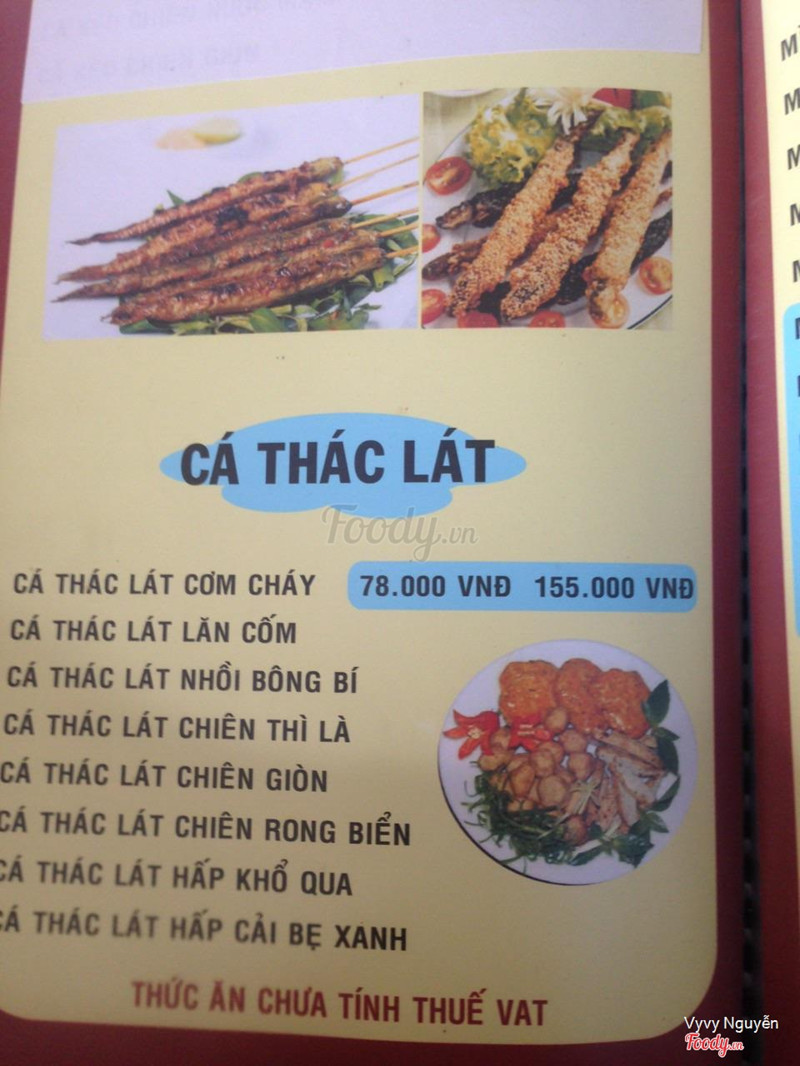 CÁ THÁC LÁT
Foody.vn
CÁ THÁC LÁT CƠM CHÁY 78.000 VNĐ 155.000 VNĐ
CÁ THÁC LÁT LĂN CỐM
CÁ THÁC LÁT NHỒI BÔNG BÍ
CÁ THÁC LÁT CHIÊN THÌ LÀ
CÁ THÁC LÁT CHIÊN GIÒN
CÁ THÁC LÁT CHIÊN RONG BIỂN
CÁ THÁC LÁT HẤP KHỔ QUA
CÁ THÁC LÁT HẤP CẢI BẸ XANH
THỨC ĂN CHƯA TÍNH THUẾ VAT
Vyvy Nguyễn
Foody.vn